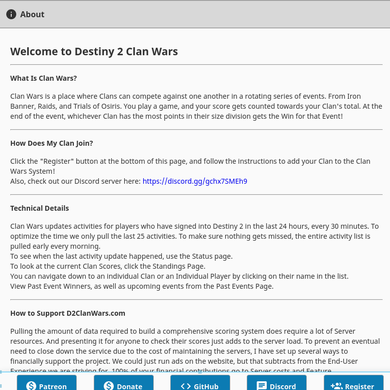 About
Welcome to Destiny 2 Clan Wars
What Is Clan Wars?
Clan Wars is a place where Clans can compete against one another in a rotating series of events. From Iron
Banner, Raids, and Trials of Osiris. You play a game, and your score gets counted towards your Clan's total. At
the end of the event, whichever Clan has the most points in their size division gets the Win for that Event!
How Does My Clan Join?
Click the "Register" button at the bottom of this page, and follow the instructions to add your Clan to the Clan
Wars System!
Also, check out our Discord server here: https://discord.gg/gchx7SMEh9
Technical Details
Clan Wars updates activities for players who have signed into Destiny 2 in the last 24 hours, every 30 minutes. To
optimize the time we only pull the last 25 activities. To make sure nothing gets missed, the entire activity list is
pulled early every morning.
To see when the last activity update happened, use the Status page.
To look at the current Clan Scores, click the Standings Page.
You can navigate down to an individual Clan or an Individual Player by clicking on their name in the list.
View Past Event Winners, as well as upcoming events from the Past Events Page.
How to Support D2ClanWars.com
Pulling the amount of data required to build a comprehensive scoring system does require a lot of Server
resources. And presenting it for anyone to check their scores just adds to the server load. To prevent an eventual
need to close down the service due to the cost of maintaining the servers, I have set up several ways to
financially support the project. We could just run ads on the website, but that subtracts from the End-User
Experience we are striving for. 100% of your financial contributions go to Server costs and Feature
Patreon
Donate
GitHub
Discord
Register